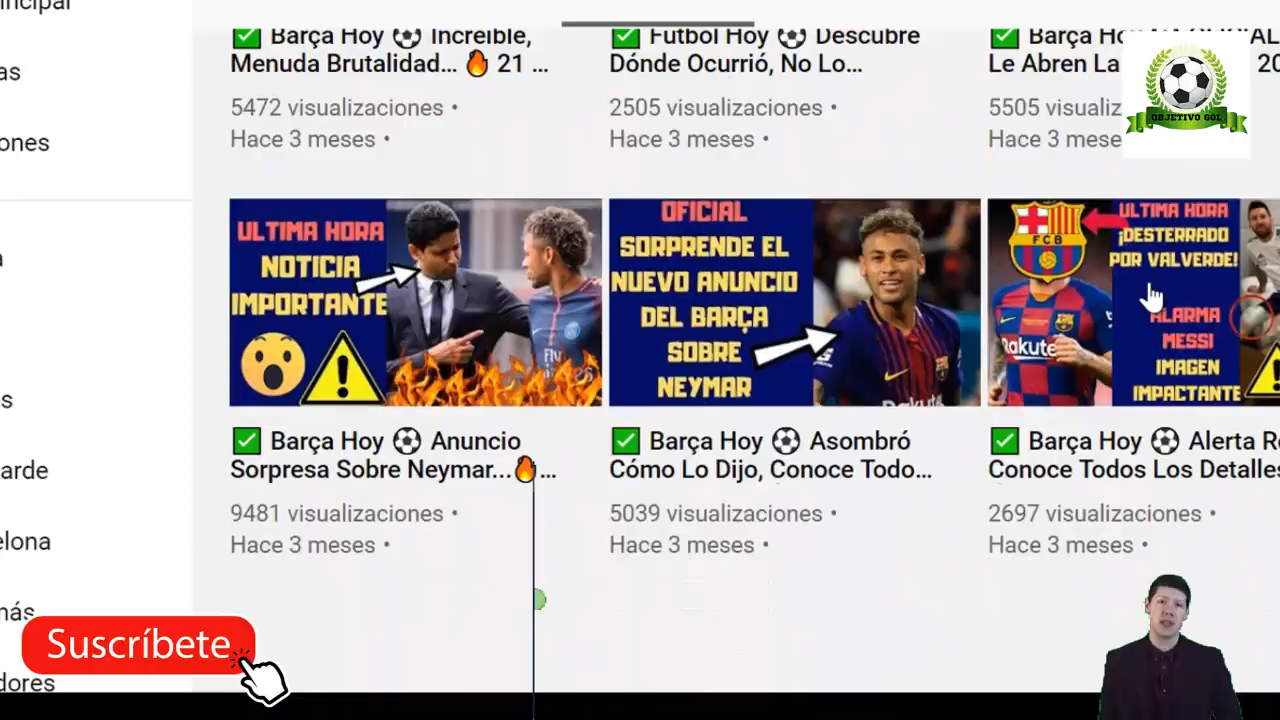 incipal
as
ones
a
s
arde
elona
más
dores
✅ Barça Hoy ⚽ Increíble,
Menuda Brutalidad... 🔥 21 ...
5472 visualizaciones •
Hace 3 meses •
✅ Futbol Hoy ⚽ Descubre
Dónde Ocurrió, No Lo...
2505 visualizaciones •
Hace 3 meses •
✅ Barça
Le Abren La
5505 visualiz
Hace 3 mese
OBJETIVO GOL
ULTIMA HORA
NOTICIA
IMPORTANTE
OFICIAL
SORPRENDE EL
NUEVO ANUNCIO
DEL BARÇA
SOBRE
NEYMAR
FCB
Rakuten
ULTIMA HORA
¡DESTERRADO
POR VALVERDE!
ALARMA
MESSI
IMAGEN
IMPACTANTE
✅ Barça Hoy ⚽ Anuncio
Sorpresa Sobre Neymar...🔥...
9481 visualizaciones •
Hace 3 meses •
✅ Barça Hoy ⚽ Asombró
Cómo Lo Dijo, Conoce Todo...
5039 visualizaciones •
Hace 3 meses •
✅ Barça Hoy ⚽ Alerta
Conoce Todos Los Detalles
2697 visualizaciones •
Hace 3 meses •
Suscríbete